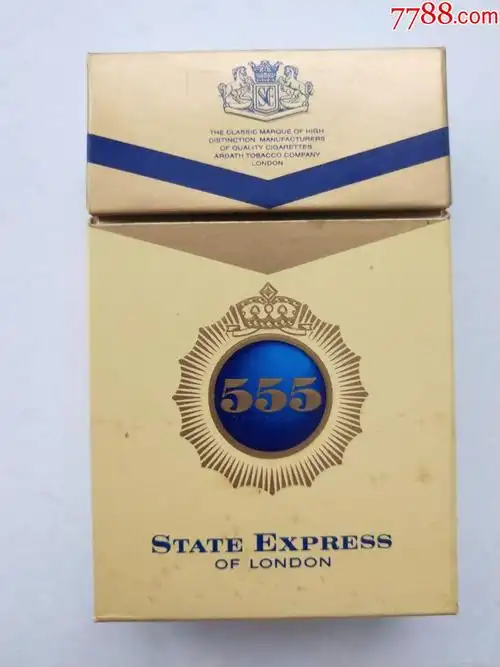 7788.com
SE
THE CLASSIC MARQUE OF HIGH
DISTINCTION MANUFACTURERS
OF QUALITY CIGARETTES
ARDATH TOBACCO COMPANY
LONDON
555
STATE EXPRESS
OF LONDON